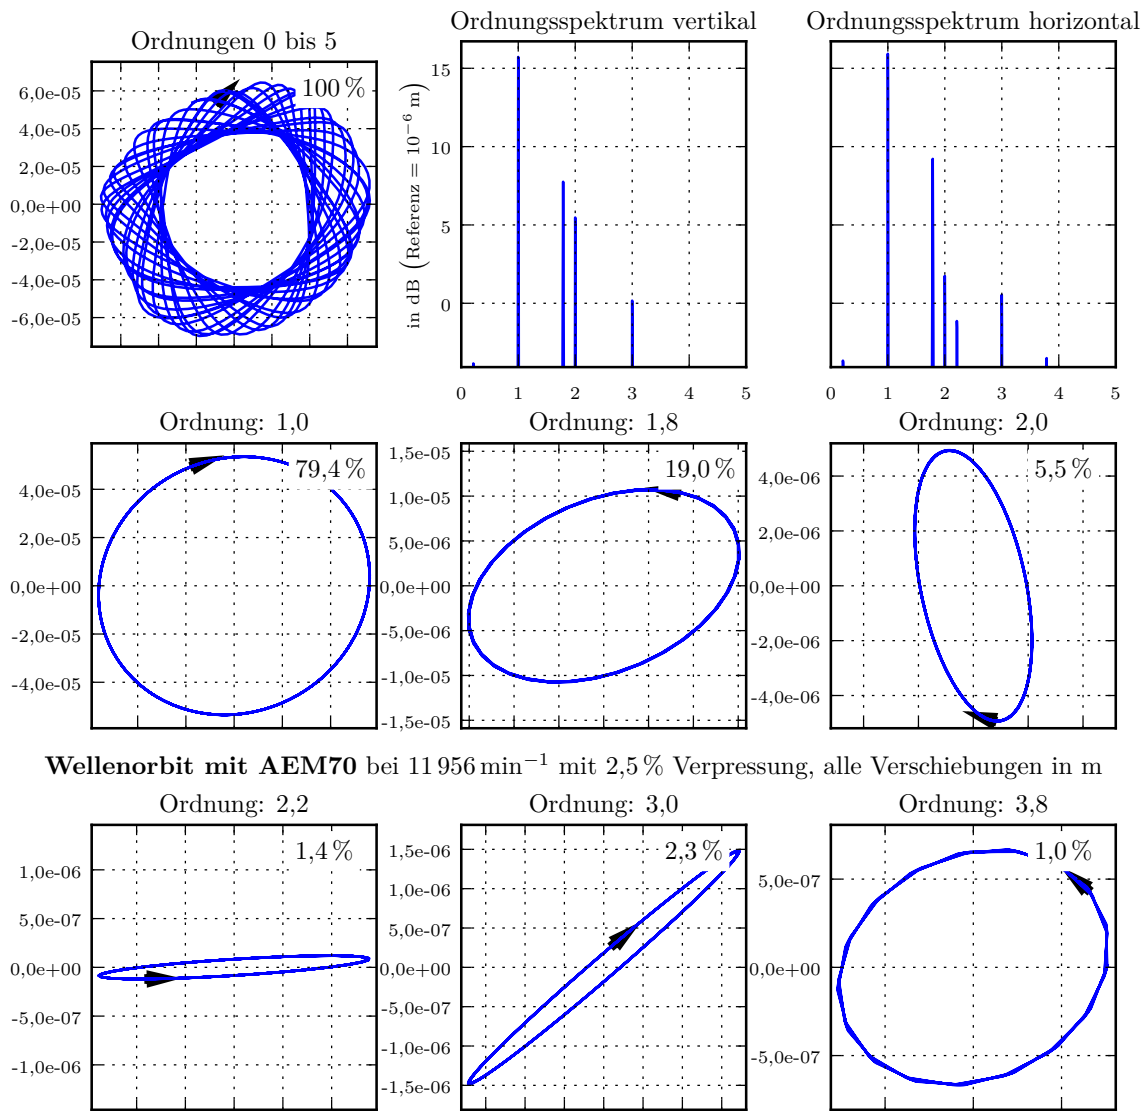 Ordnungen 0 bis 5
Ordnungsspektrum vertikal
Ordnungsspektrum horizontal
100 %
6,0e-05
4,0e-05
2,0e-05
0,0e+00
-2,0e-05
-4,0e-05
-6,0e-05
in dB (Referenz = 10⁻⁶ m)
15
10
5
0
0 1 2 3 4 5
0 1 2 3 4 5
Ordnung: 1,0
79,4 %
4,0e-05
2,0e-05
0,0e+00
-2,0e-05
-4,0e-05
Ordnung: 1,8
19,0 %
1,5e-05
1,0e-05
5,0e-06
0,0e+00
-5,0e-06
-1,0e-05
-1,5e-05
Ordnung: 2,0
5,5 %
4,0e-06
2,0e-06
0,0e+00
-2,0e-06
-4,0e-06
Wellenorbit mit AEM70 bei 11 956 min⁻¹ mit 2,5 % Verpressung, alle Verschiebungen in m
Ordnung: 2,2
1,4 %
1,0e-06
5,0e-07
0,0e+00
-5,0e-07
-1,0e-06
Ordnung: 3,0
2,3 %
1,5e-06
1,0e-06
5,0e-07
0,0e+00
-5,0e-07
-1,0e-06
-1,5e-06
Ordnung: 3,8
1,0 %
5,0e-07
0,0e+00
-5,0e-07